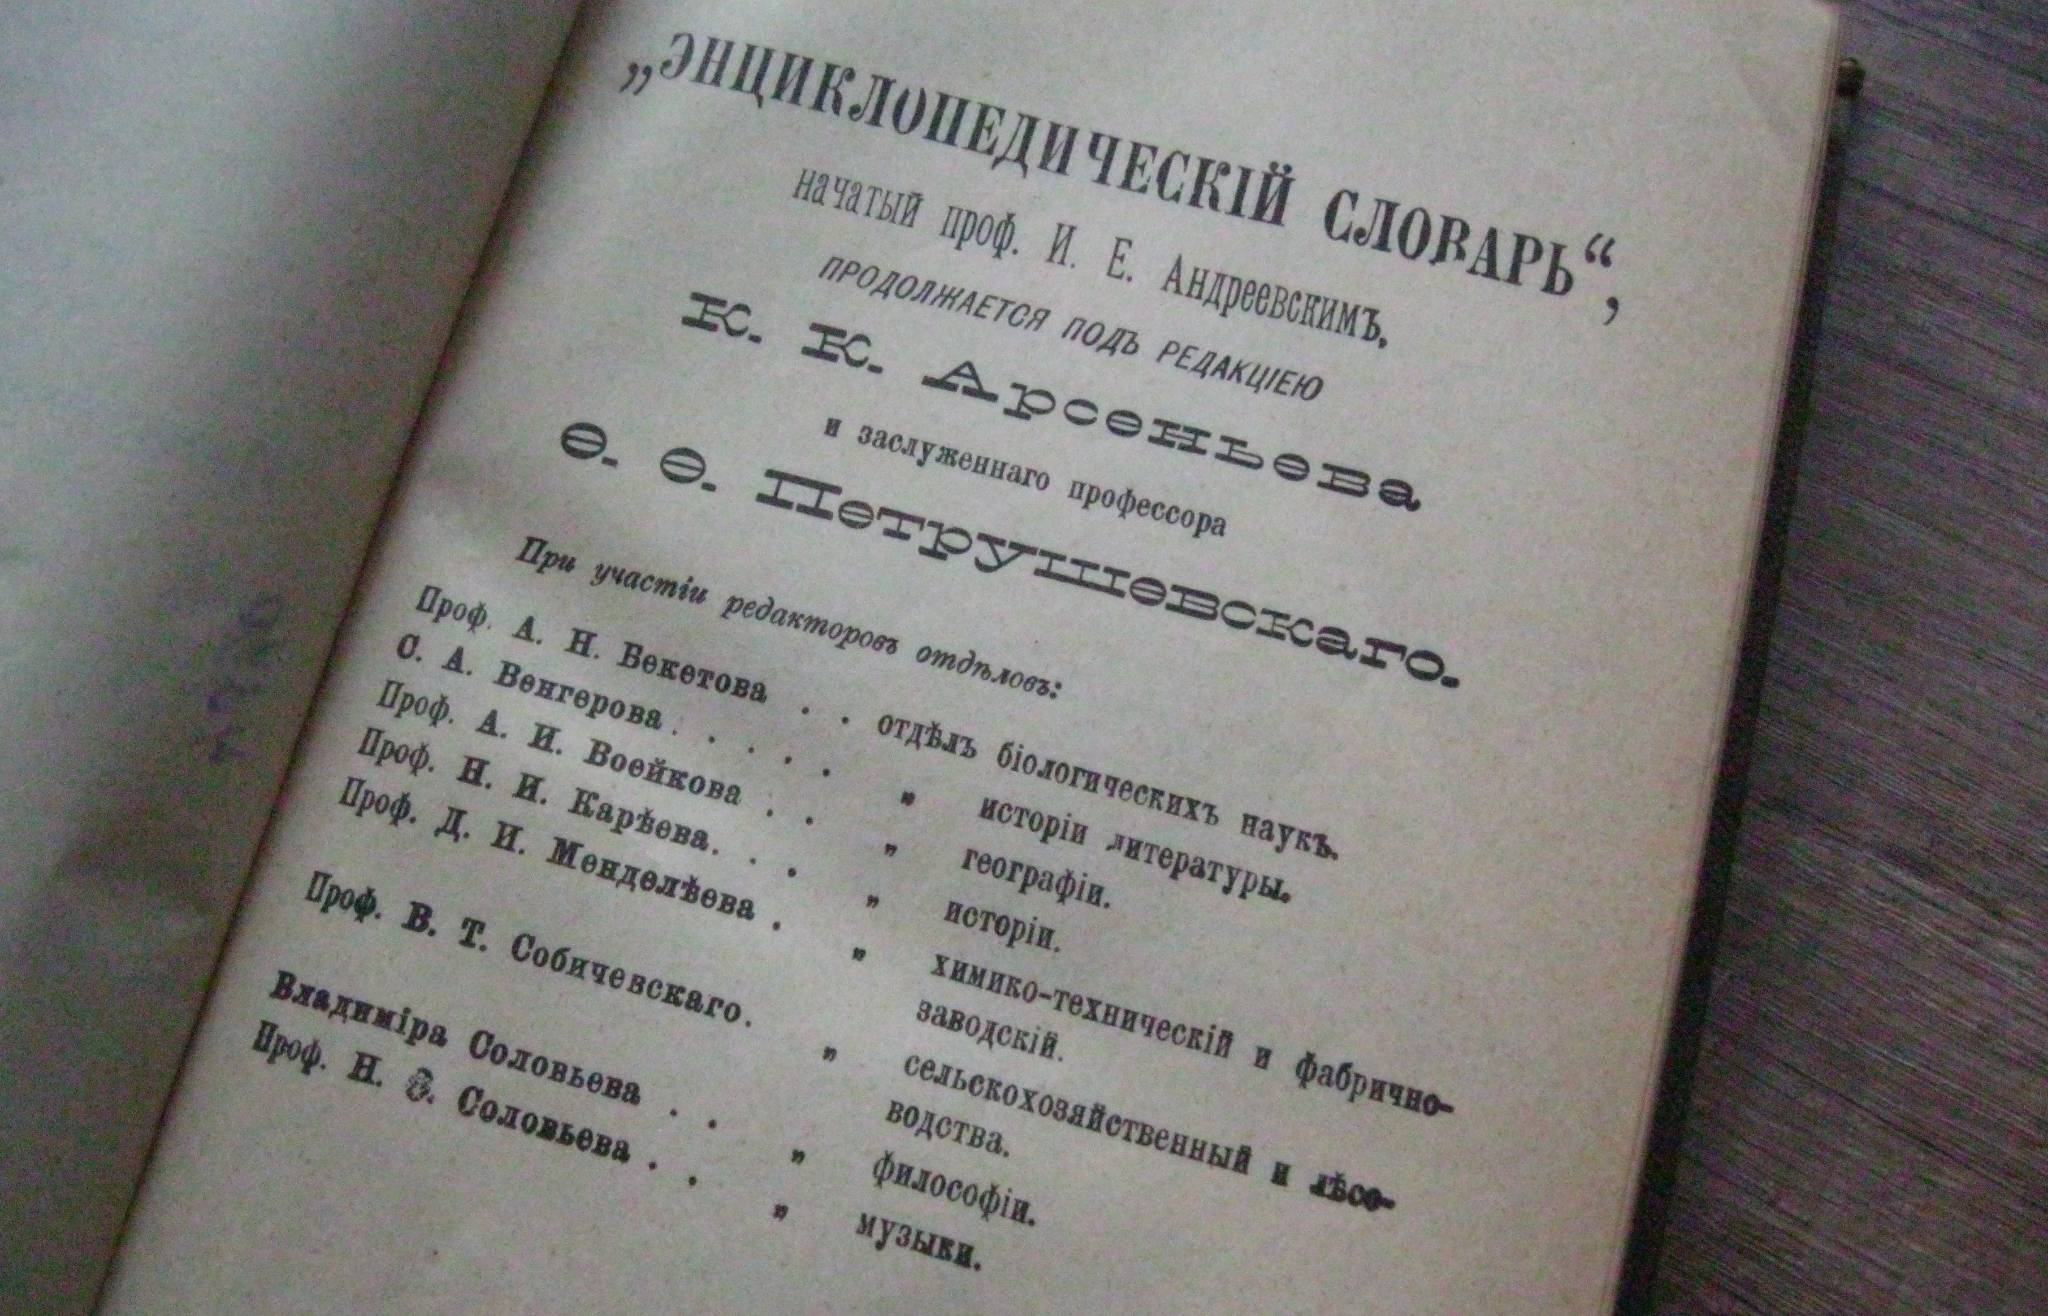 „ЭНЦИКЛОПЕДИЧЕСКІЙ СЛОВАРЬ“,
начатый проф. И. Е. Андреевскимъ,
ПРОДОЛЖАЕТСЯ ПОДЪ РЕДАКЦІЕЮ
К. К. Арсеньева
и заслуженнаго профессора
Ѳ. Ѳ. Петрушевскаго.
При участіи редакторовъ отдѣловъ:
Проф. А. Н. Бекетова . . отдѣлъ біологическихъ наукъ.
С. А. Венгерова . . . . . „ исторіи литературы.
Проф. А. И. Воейкова . . „ географіи.
Проф. Н. И. Карѣева. . . „ исторіи.
Проф. Д. И. Менделѣева . „ химико-техническій и фабрично-
заводскій.
Проф. В. Т. Собичевскаго. „ сельскохозяйственный и лѣсо-
водства.
Владиміра Соловьева . . „ философіи.
Проф. Н. Ѳ. Соловьева . . „ музыки.